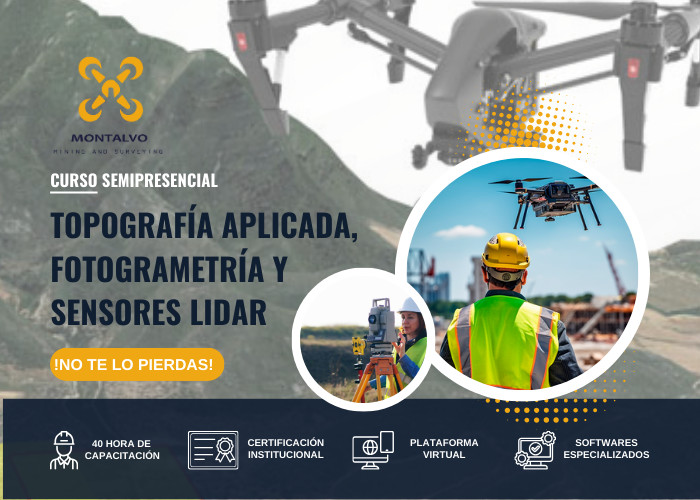 MONTALVO
MINING AND SURVEYING
CURSO SEMIPRESENCIAL
TOPOGRAFÍA APLICADA,
FOTOGRAMETRÍA Y
SENSORES LIDAR
!NO TE LO PIERDAS!
40 HORA DE
CAPACITACIÓN
CERTIFICACIÓN
INSTITUCIONAL
PLATAFORMA
VIRTUAL
SOFTWARES
ESPECIALIZADOS